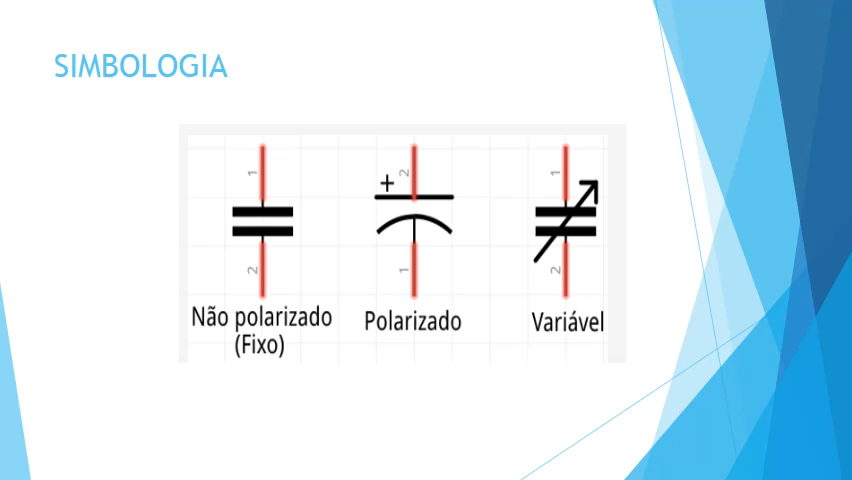 SIMBOLOGIA
1 + 2 1
2 1 2
Não polarizado
(Fixo)
Polarizado
Variável